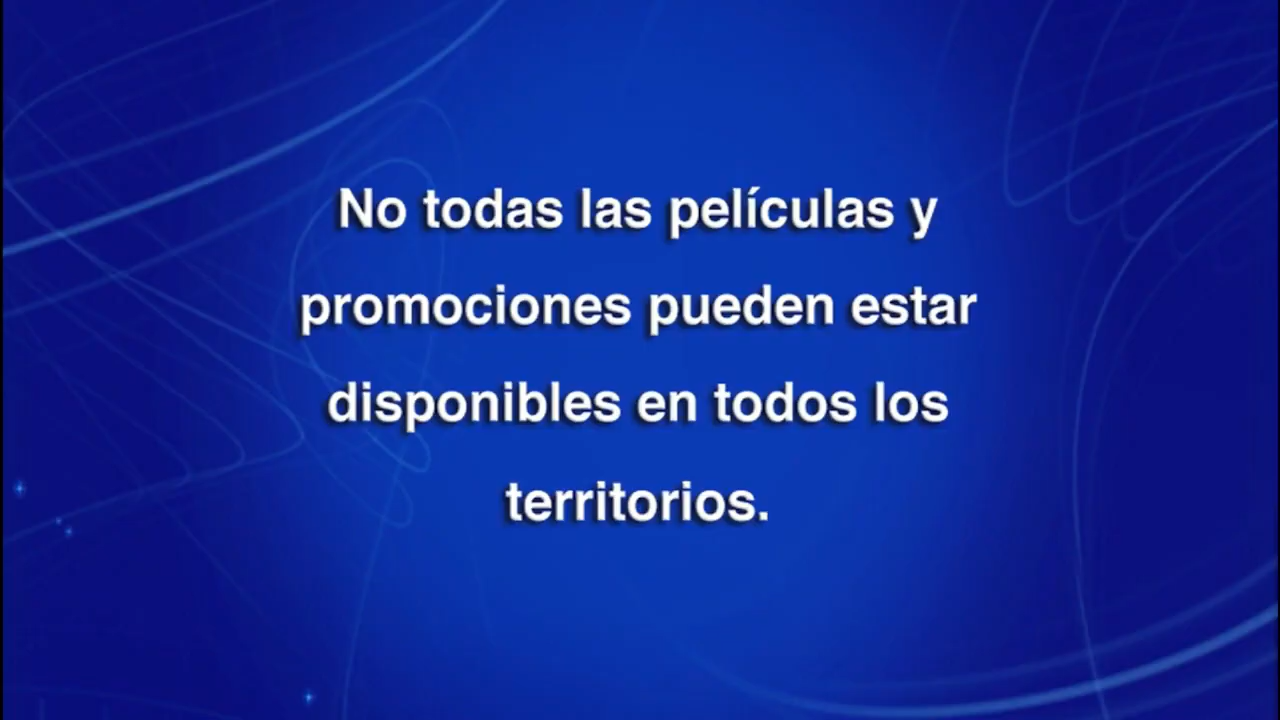 No todas las películas y
promociones pueden estar
disponibles en todos los
territorios.